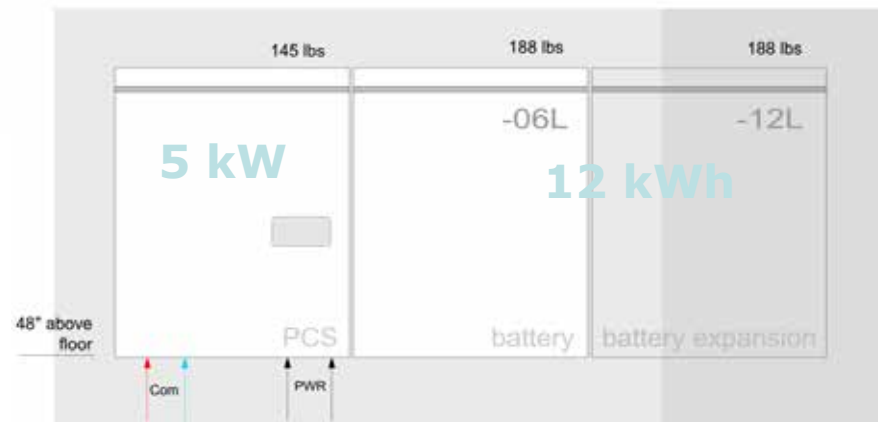 145 lbs
188 lbs
188 lbs
-06L
-12L
5 kW
12 kWh
48" above
floor
PCS
battery
battery expansion
Com
PWR